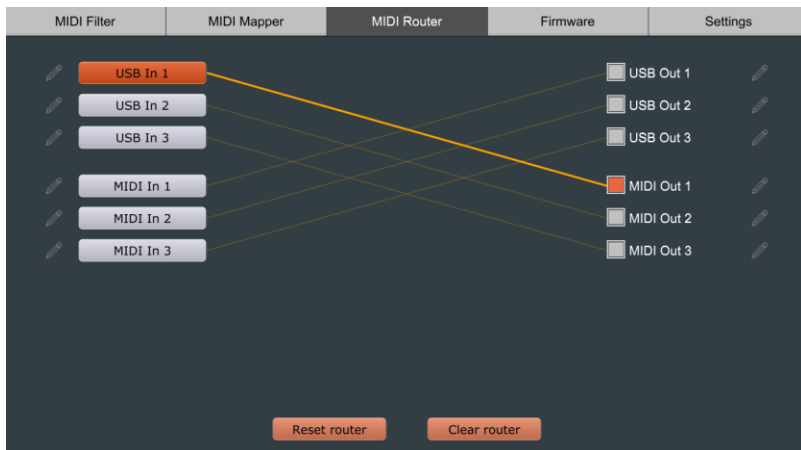 MIDI Filter
MIDI Mapper
MIDI Router
Firmware
Settings
USB In 1
USB Out 1
USB In 2
USB Out 2
USB In 3
USB Out 3
MIDI In 1
MIDI Out 1
MIDI In 2
MIDI Out 2
MIDI In 3
MIDI Out 3
Reset router
Clear router